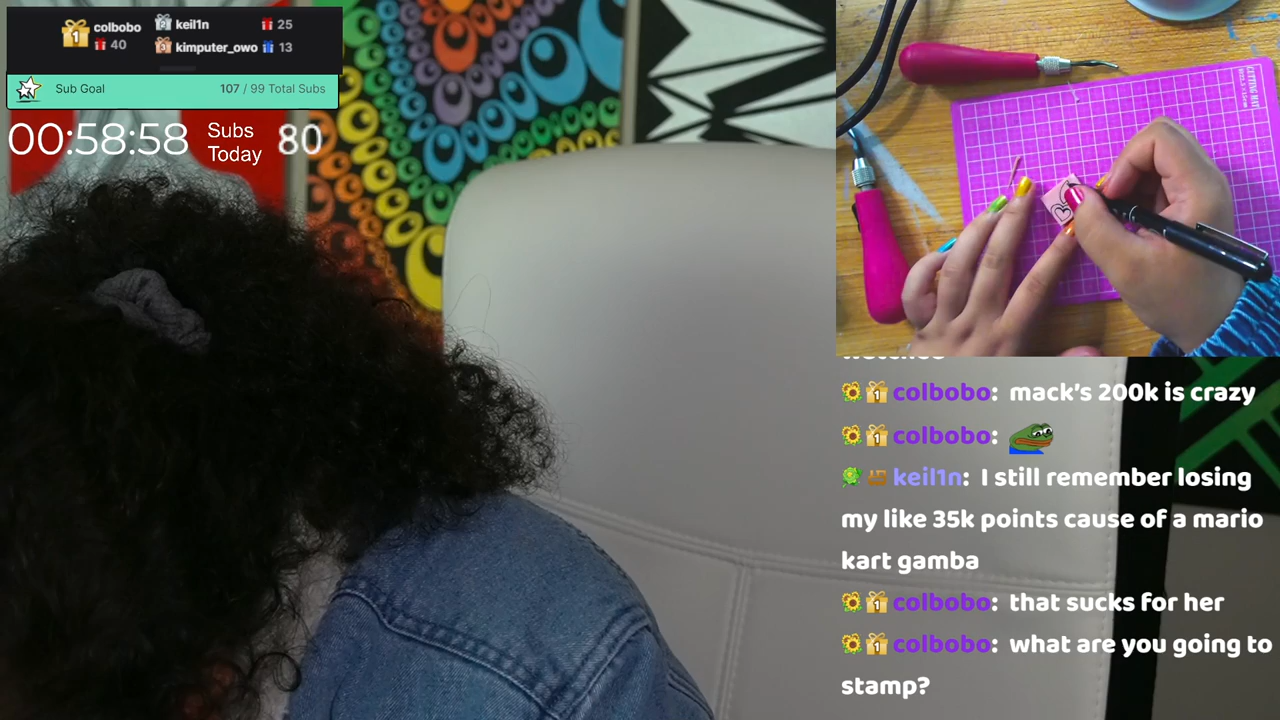 colbobo
40
keil1n
25
kimputer_owo
13
Sub Goal
107 / 99 Total Subs
00:58:58
Subs
Today
80
CUTTING MAT
colbobo: mack's 200k is crazy
colbobo:
keil1n: I still remember losing
my like 35k points cause of a mario
kart gamba
colbobo: that sucks for her
colbobo: what are you going to
stamp?